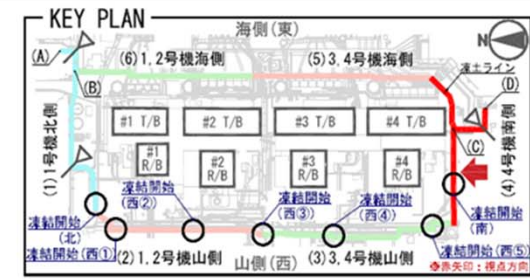 KEY PLAN
海側(東)
N
(A)
(6)1,2号機海側
(5)3,4号機海側
凍土ライン
(B)
(D)
#1 T/B
#2 T/B
#3 T/B
#4 T/B
(1)1号機北側
#1
R/B
#2
R/B
#3
R/B
#4
R/B
(C)
(4)4号機南側
凍結開始
(西②)
凍結開始
(西③)
凍結開始
(西④)
凍結開始
(北)
凍結開始
(南)
凍結開始(西①)
(2)1,2号機山側
(3)3,4号機山側
凍結開始(西⑤)
山側(西)
※赤矢印：視点方向